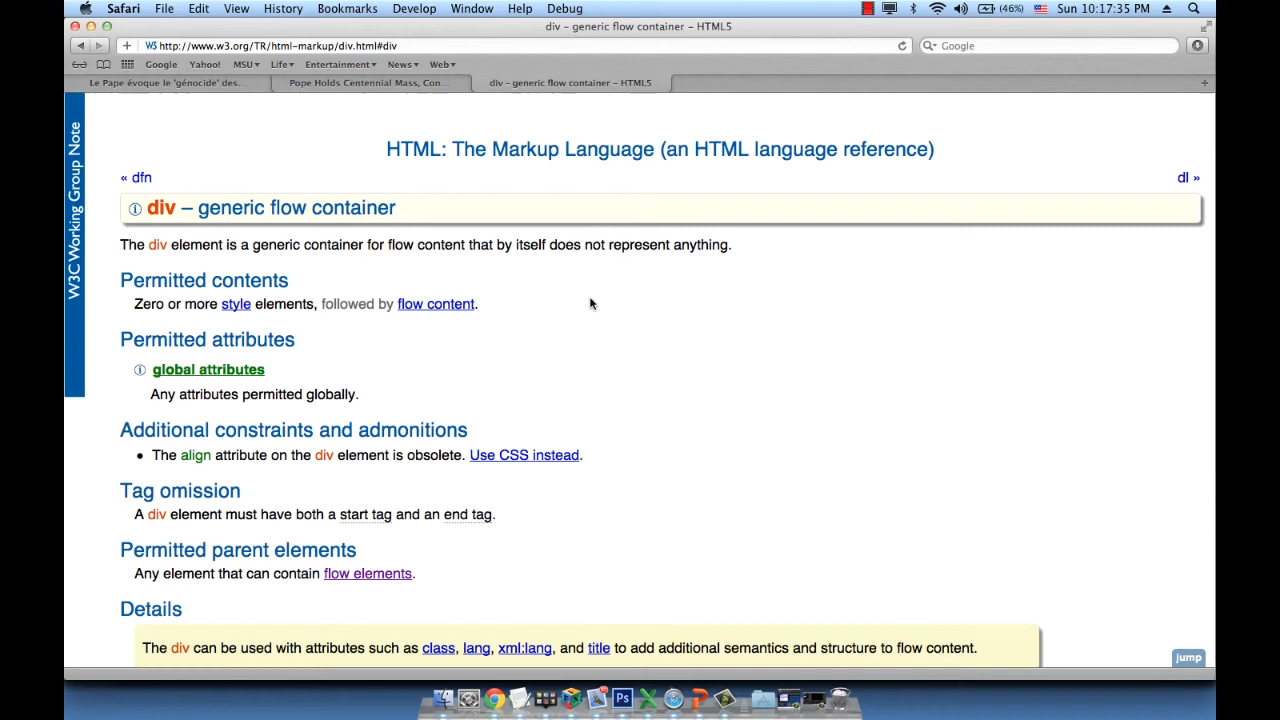 Safari File Edit View History Bookmarks Develop Window Help Debug (46%) Sun 10:17:35 PM
div – generic flow container – HTML5
W3 http://www.w3.org/TR/html-markup/div.html#div Google
Google Yahoo! MSU▾ Life▾ Entertainment▾ News▾ Web▾
Le Pape évoque le 'génocide' des... Pope Holds Centennial Mass, Con... div – generic flow container – HTML5
W3C Working Group Note
HTML: The Markup Language (an HTML language reference)
« dfn dl »
ⓘ div – generic flow container
The div element is a generic container for flow content that by itself does not represent anything.
Permitted contents
Zero or more style elements, followed by flow content.
Permitted attributes
ⓘ global attributes
Any attributes permitted globally.
Additional constraints and admonitions
• The align attribute on the div element is obsolete. Use CSS instead.
Tag omission
A div element must have both a start tag and an end tag.
Permitted parent elements
Any element that can contain flow elements.
Details
The div can be used with attributes such as class, lang, xml:lang, and title to add additional semantics and structure to flow content.
jump
Ps